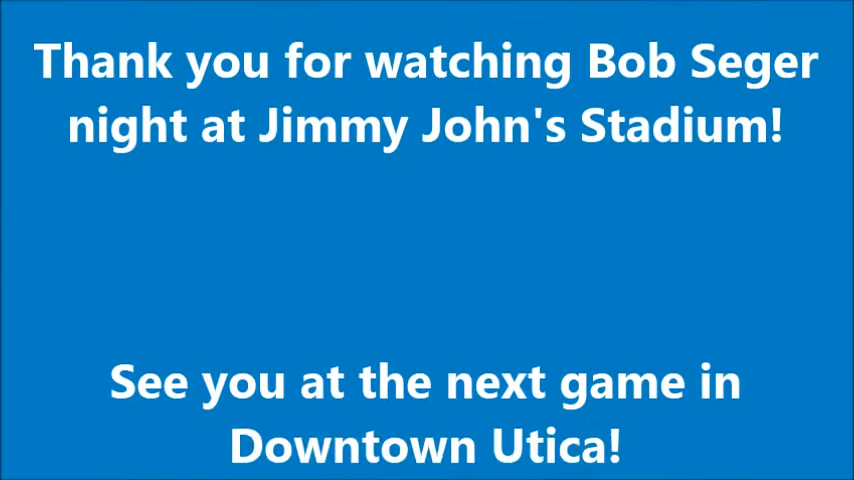 Thank you for watching Bob Seger
night at Jimmy John's Stadium!
See you at the next game in
Downtown Utica!